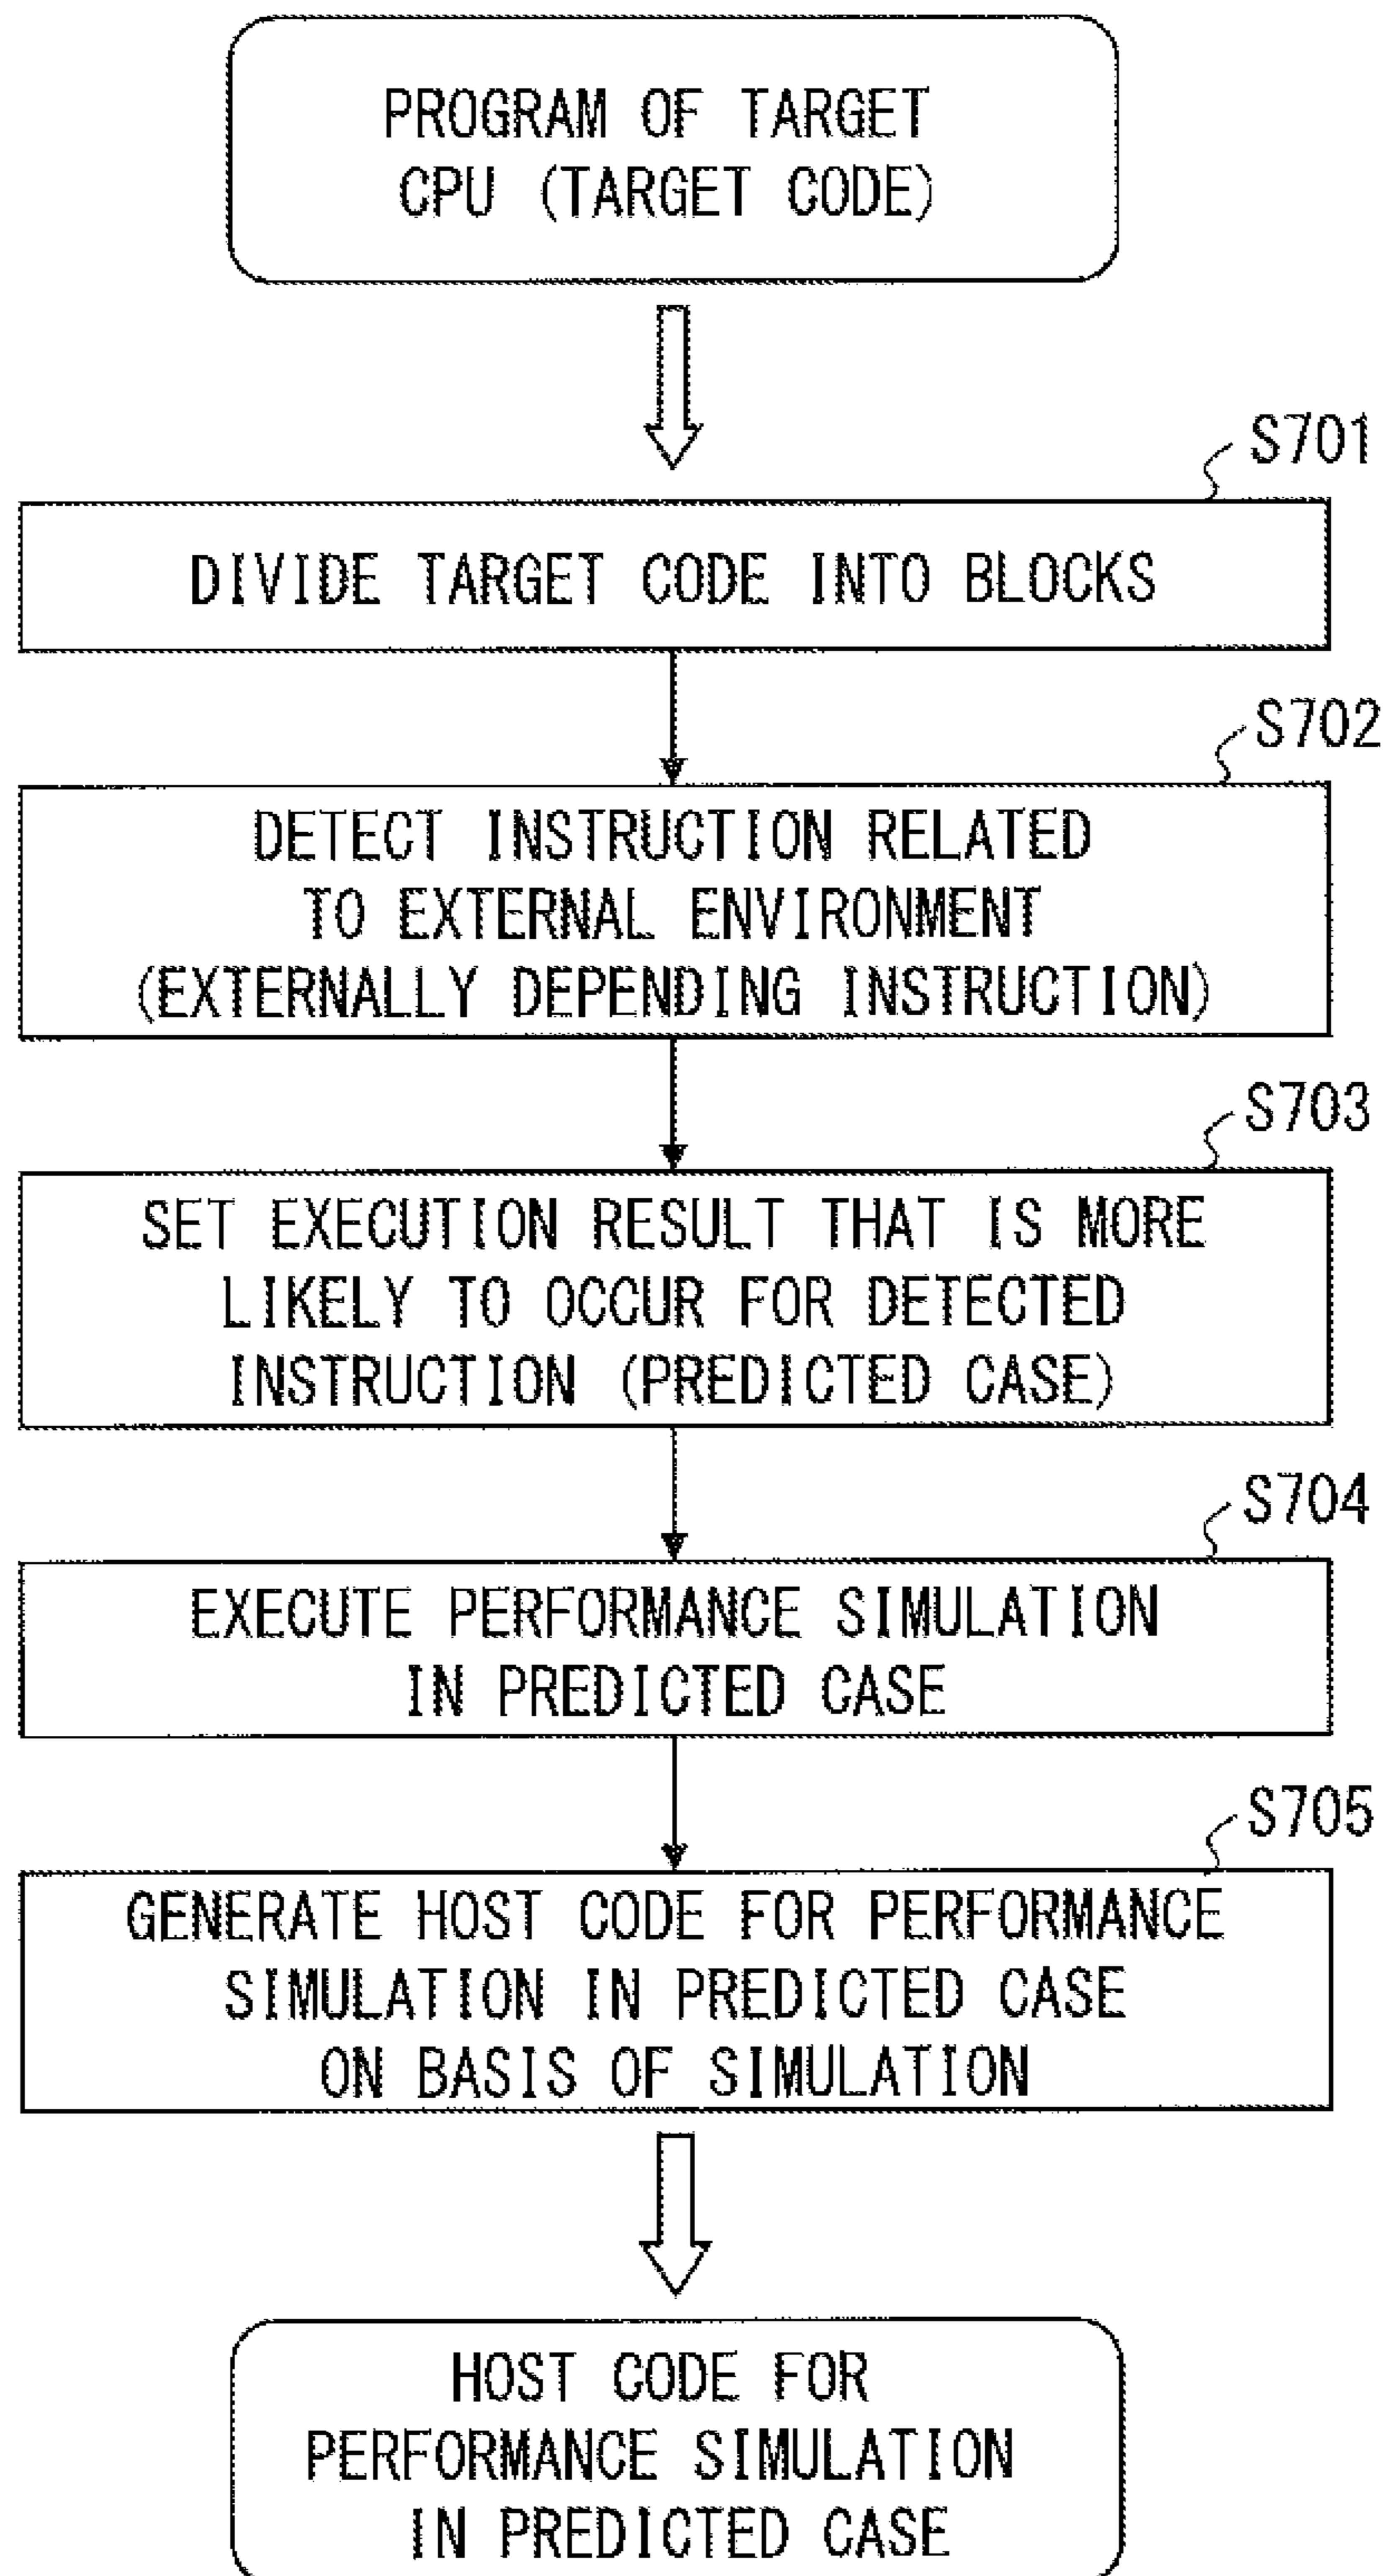 PROGRAM OF TARGET
CPU (TARGET CODE)
S701
DIVIDE TARGET CODE INTO BLOCKS
S702
DETECT INSTRUCTION RELATED
TO EXTERNAL ENVIRONMENT
(EXTERNALLY DEPENDING INSTRUCTION)
S703
SET EXECUTION RESULT THAT IS MORE
LIKELY TO OCCUR FOR DETECTED
INSTRUCTION (PREDICTED CASE)
S704
EXECUTE PERFORMANCE SIMULATION
IN PREDICTED CASE
S705
GENERATE HOST CODE FOR PERFORMANCE
SIMULATION IN PREDICTED CASE
ON BASIS OF SIMULATION
HOST CODE FOR
PERFORMANCE SIMULATION
IN PREDICTED CASE